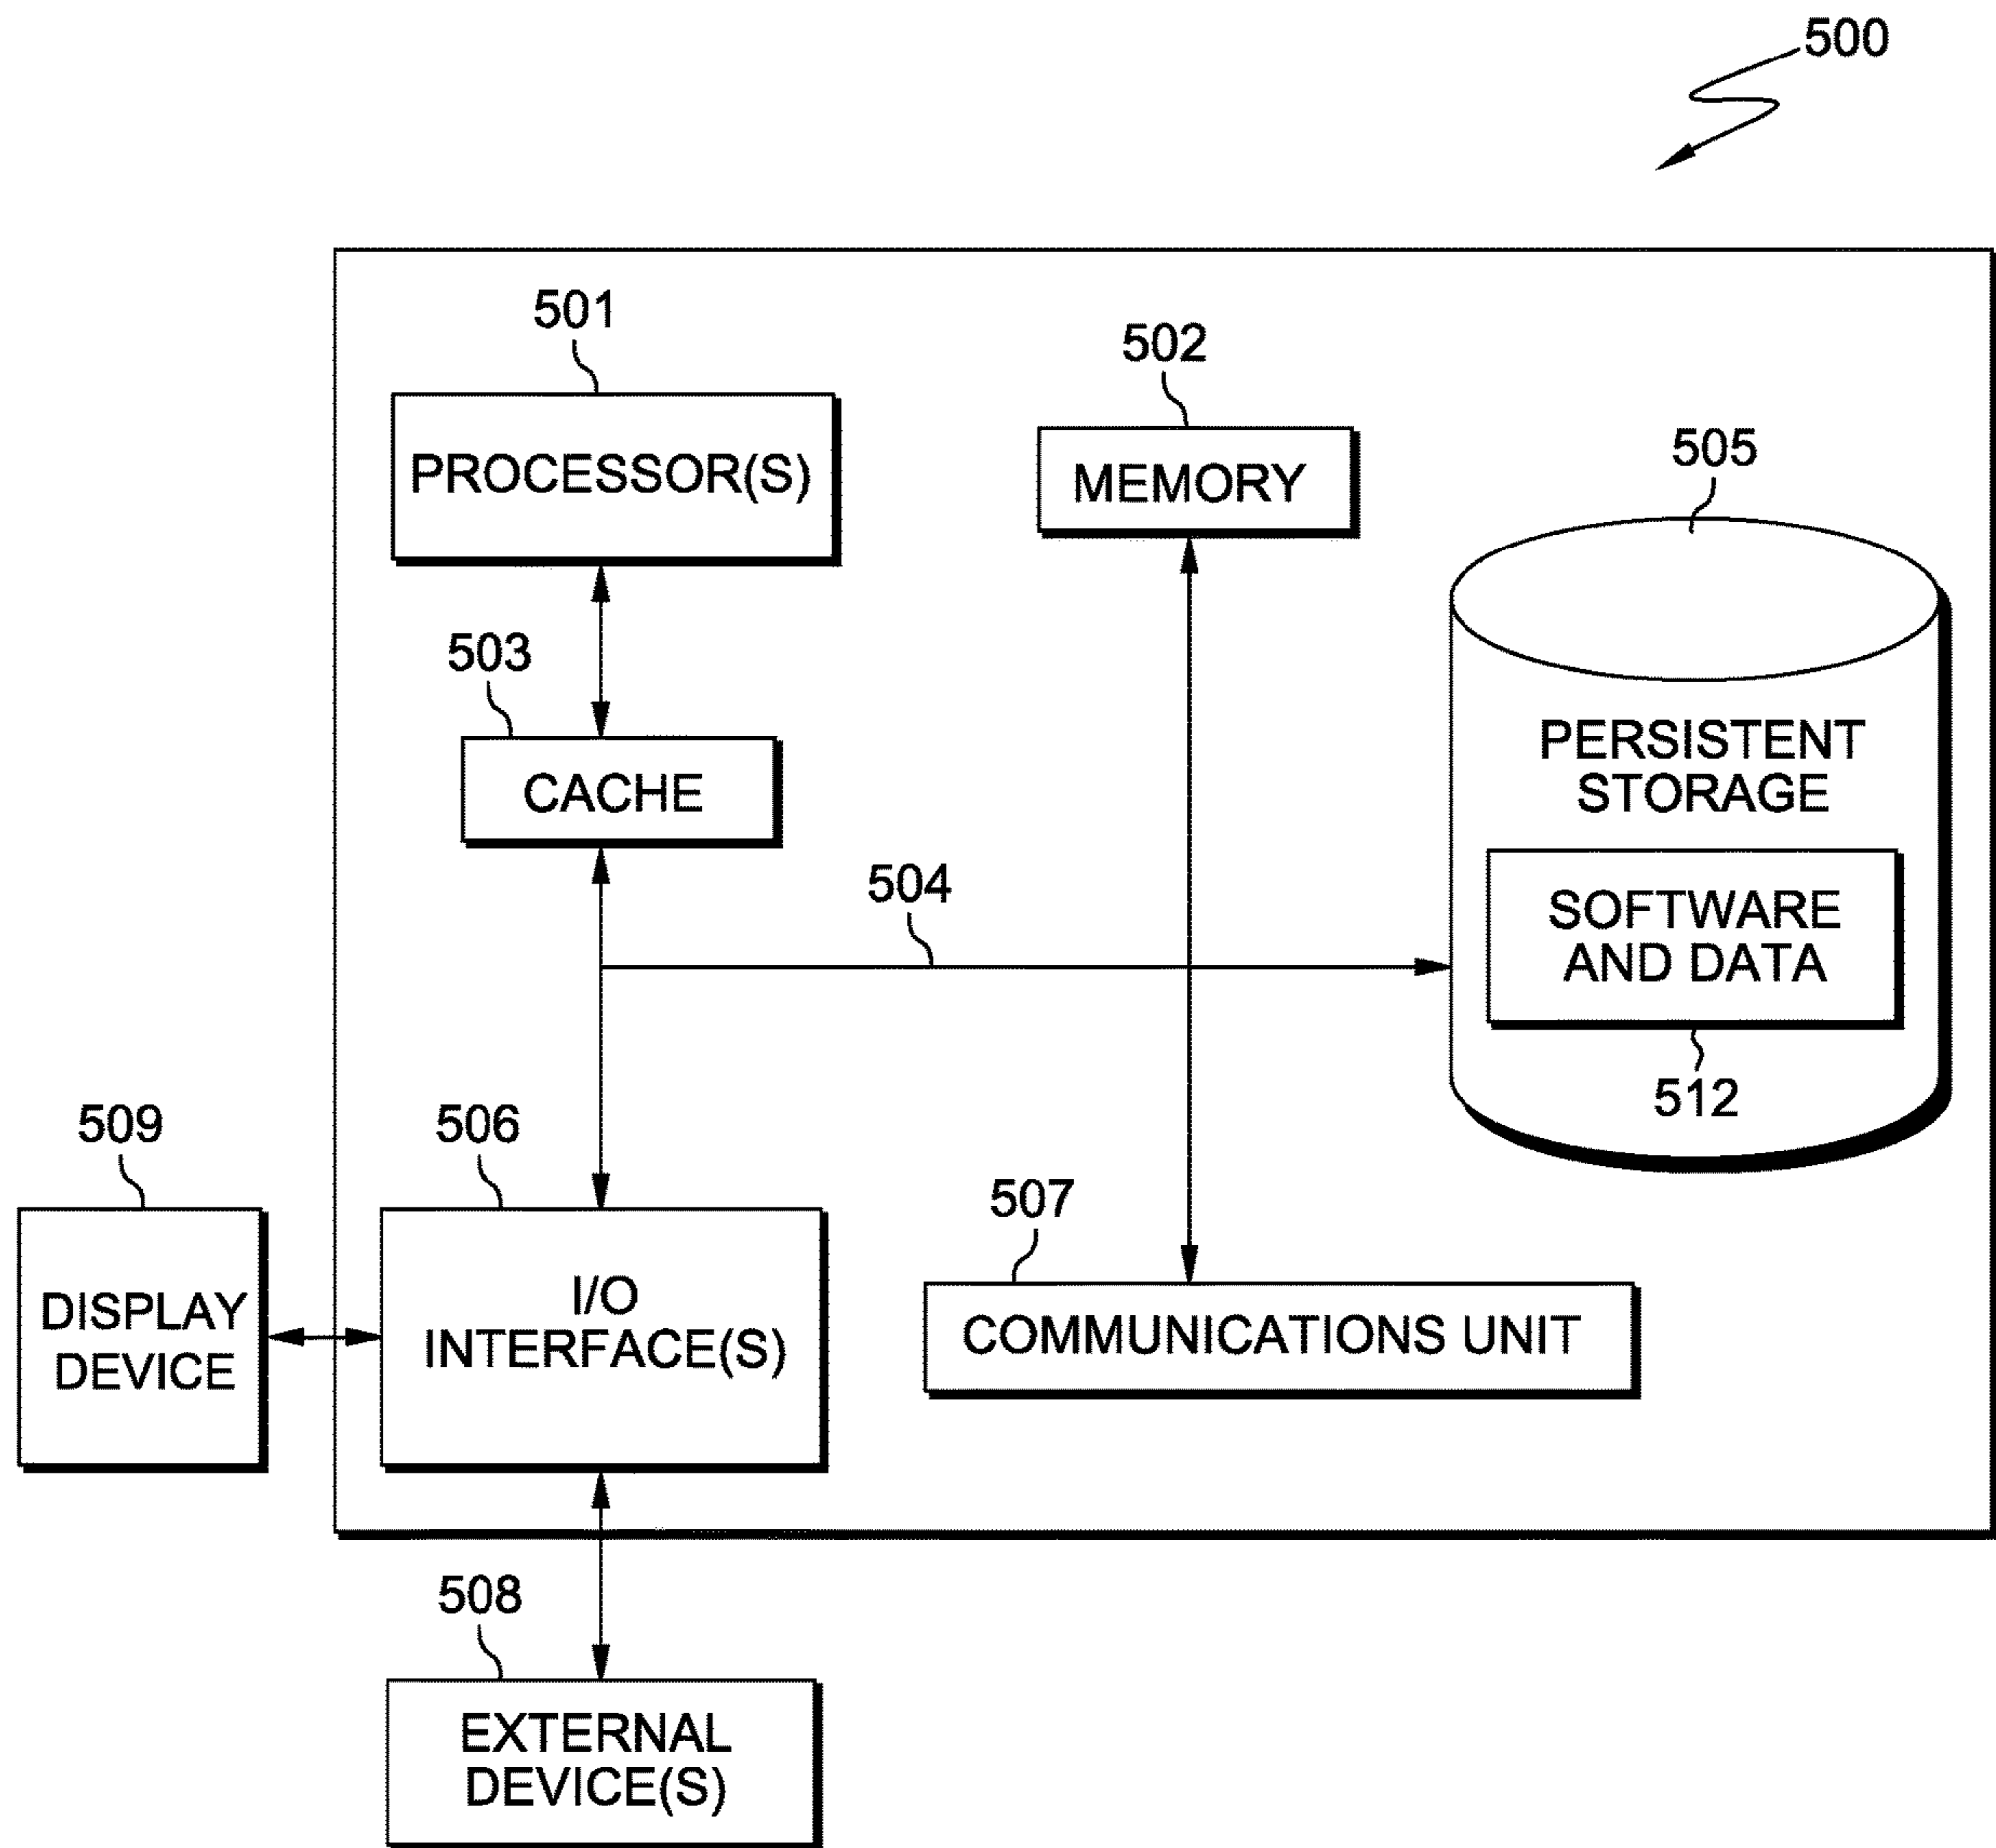 500
501
PROCESSOR(S)
502
MEMORY
505
503
CACHE
PERSISTENT
STORAGE
504
SOFTWARE
AND DATA
512
509
DISPLAY
DEVICE
506
I/O
INTERFACE(S)
507
COMMUNICATIONS UNIT
508
EXTERNAL
DEVICE(S)